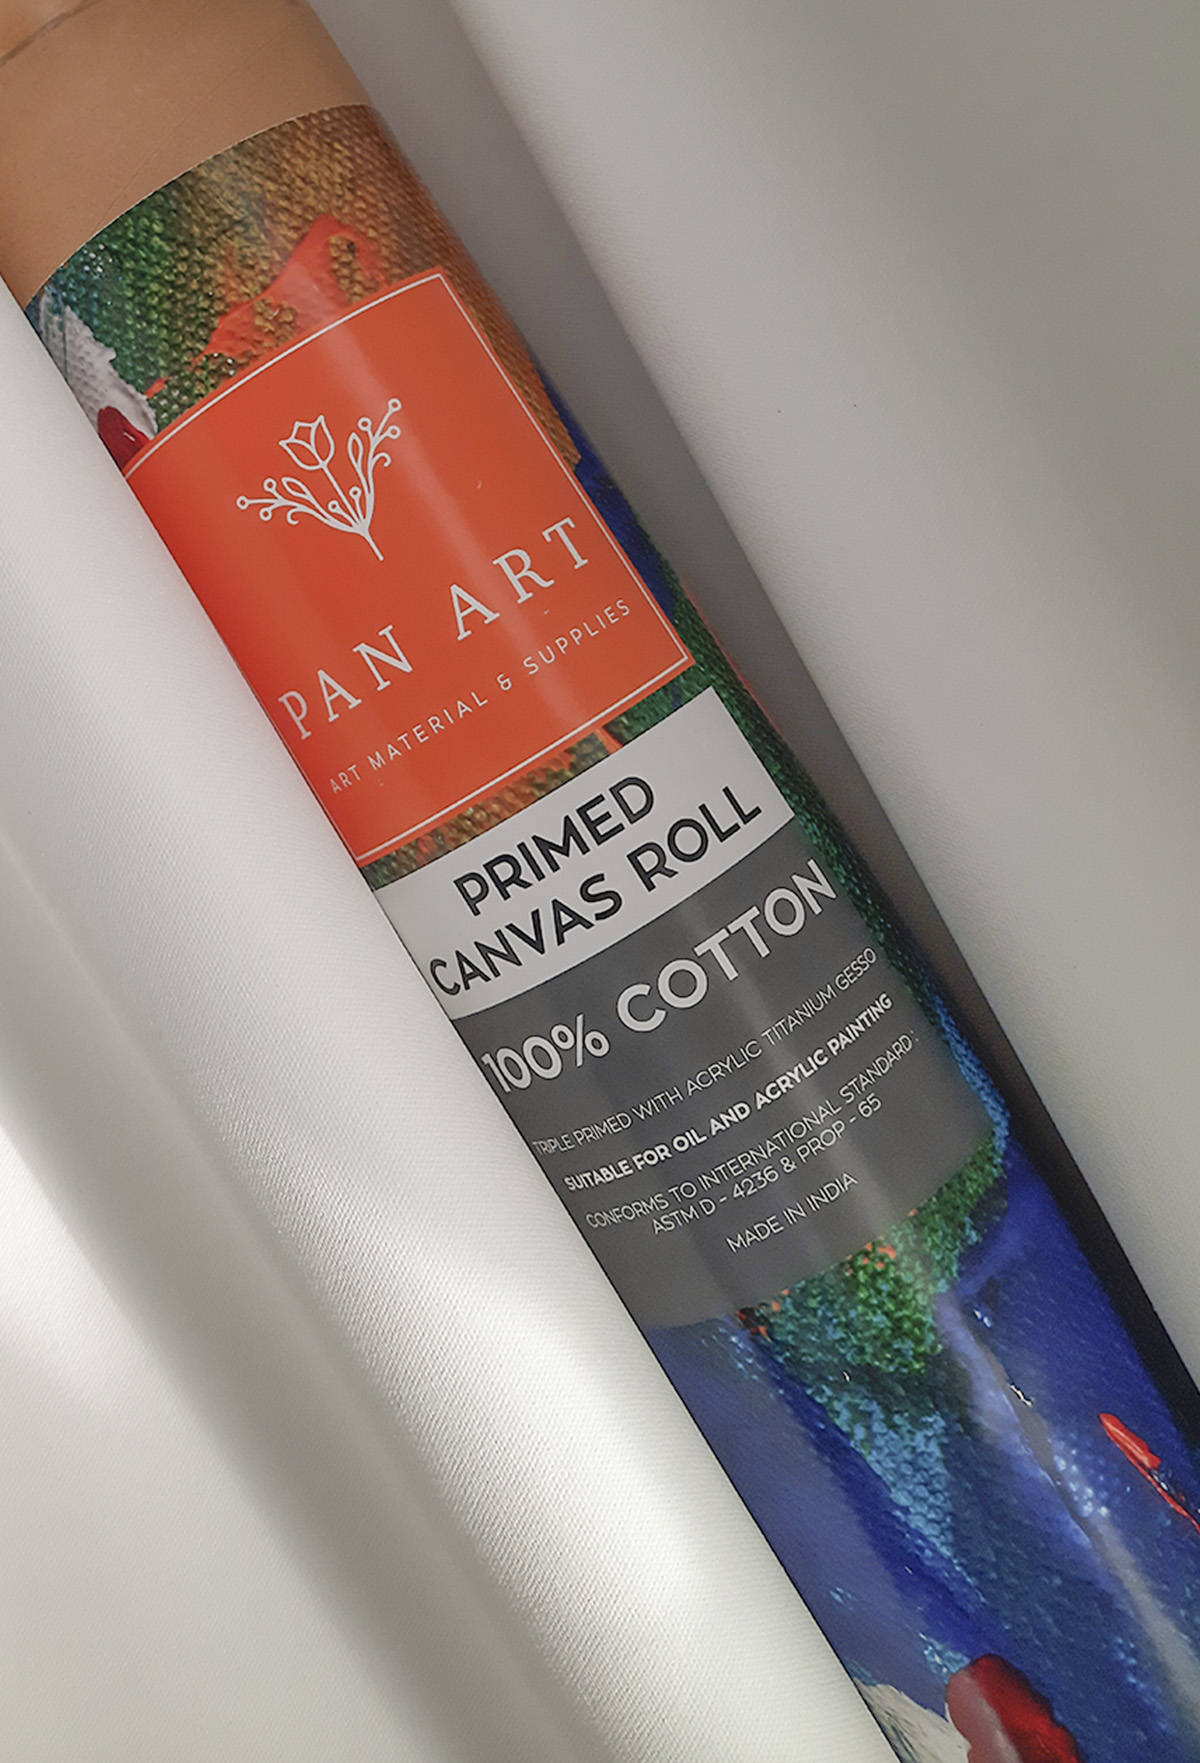 PAN ART
ART MATERIAL & SUPPLIES
PRIMED
CANVAS ROLL
100% COTTON
TRIPLE PRIMED WITH ACRYLIC TITANIUM GESSO
SUITABLE FOR OIL AND ACRYLIC PAINTING
CONFORMS TO INTERNATIONAL STANDARD :
ASTM D - 4236 & PROP - 65
MADE IN INDIA